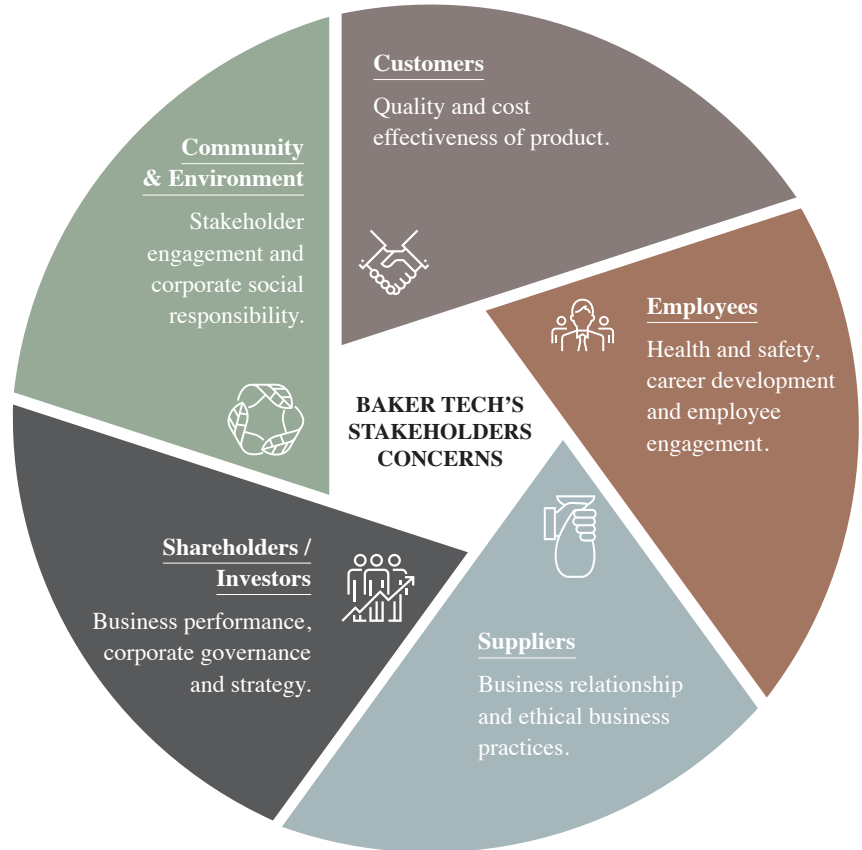 Customers
Quality and cost
effectiveness of product.
Employees
Health and safety,
career development
and employee
engagement.
Suppliers
Business relationship
and ethical business
practices.
Shareholders /
Investors
Business performance,
corporate governance
and strategy.
Community
& Environment
Stakeholder
engagement and
corporate social
responsibility.
BAKER TECH’S
STAKEHOLDERS
CONCERNS